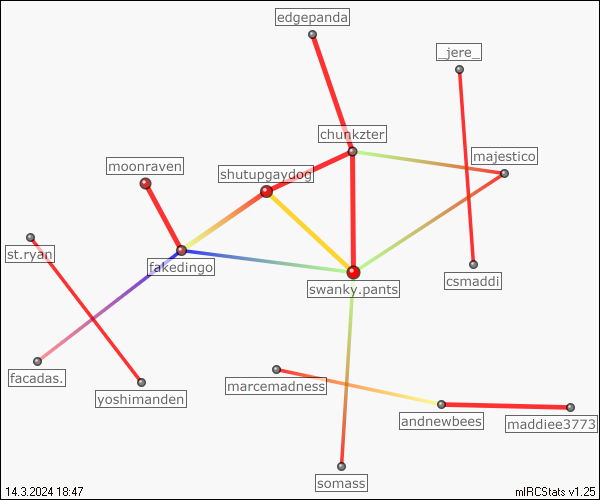 edgepanda
_jere_
chunkzter
majestico
moonraven
shutupgaydog
st.ryan
fakedingo
csmaddi
swanky.pants
facadas.
marcemadness
yoshimanden
andnewbees
maddiee3773
somass
14.3.2024 18:47
mIRCStats v1.25